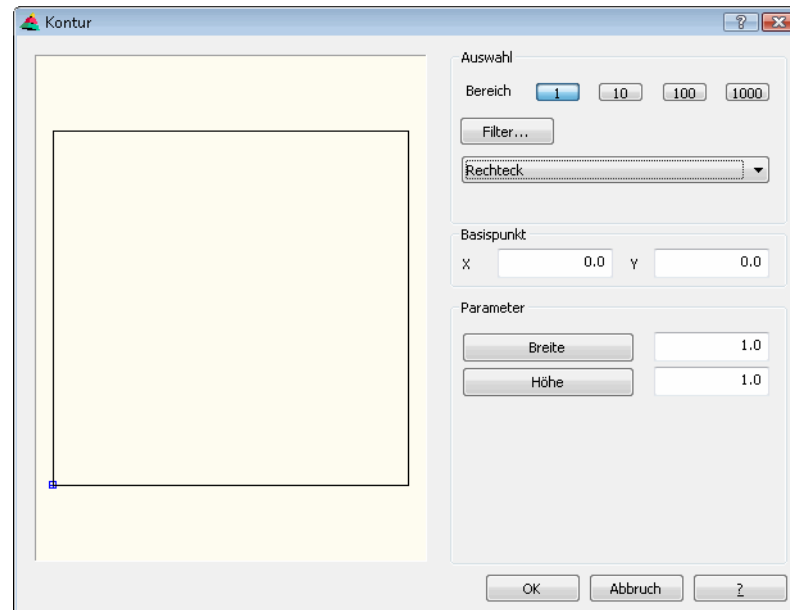 Kontur
?
Auswahl
Bereich 1 10 100 1000
Filter...
Rechteck
Basispunkt
X 0.0 Y 0.0
Parameter
Breite 1.0
Höhe 1.0
OK Abbruch ?